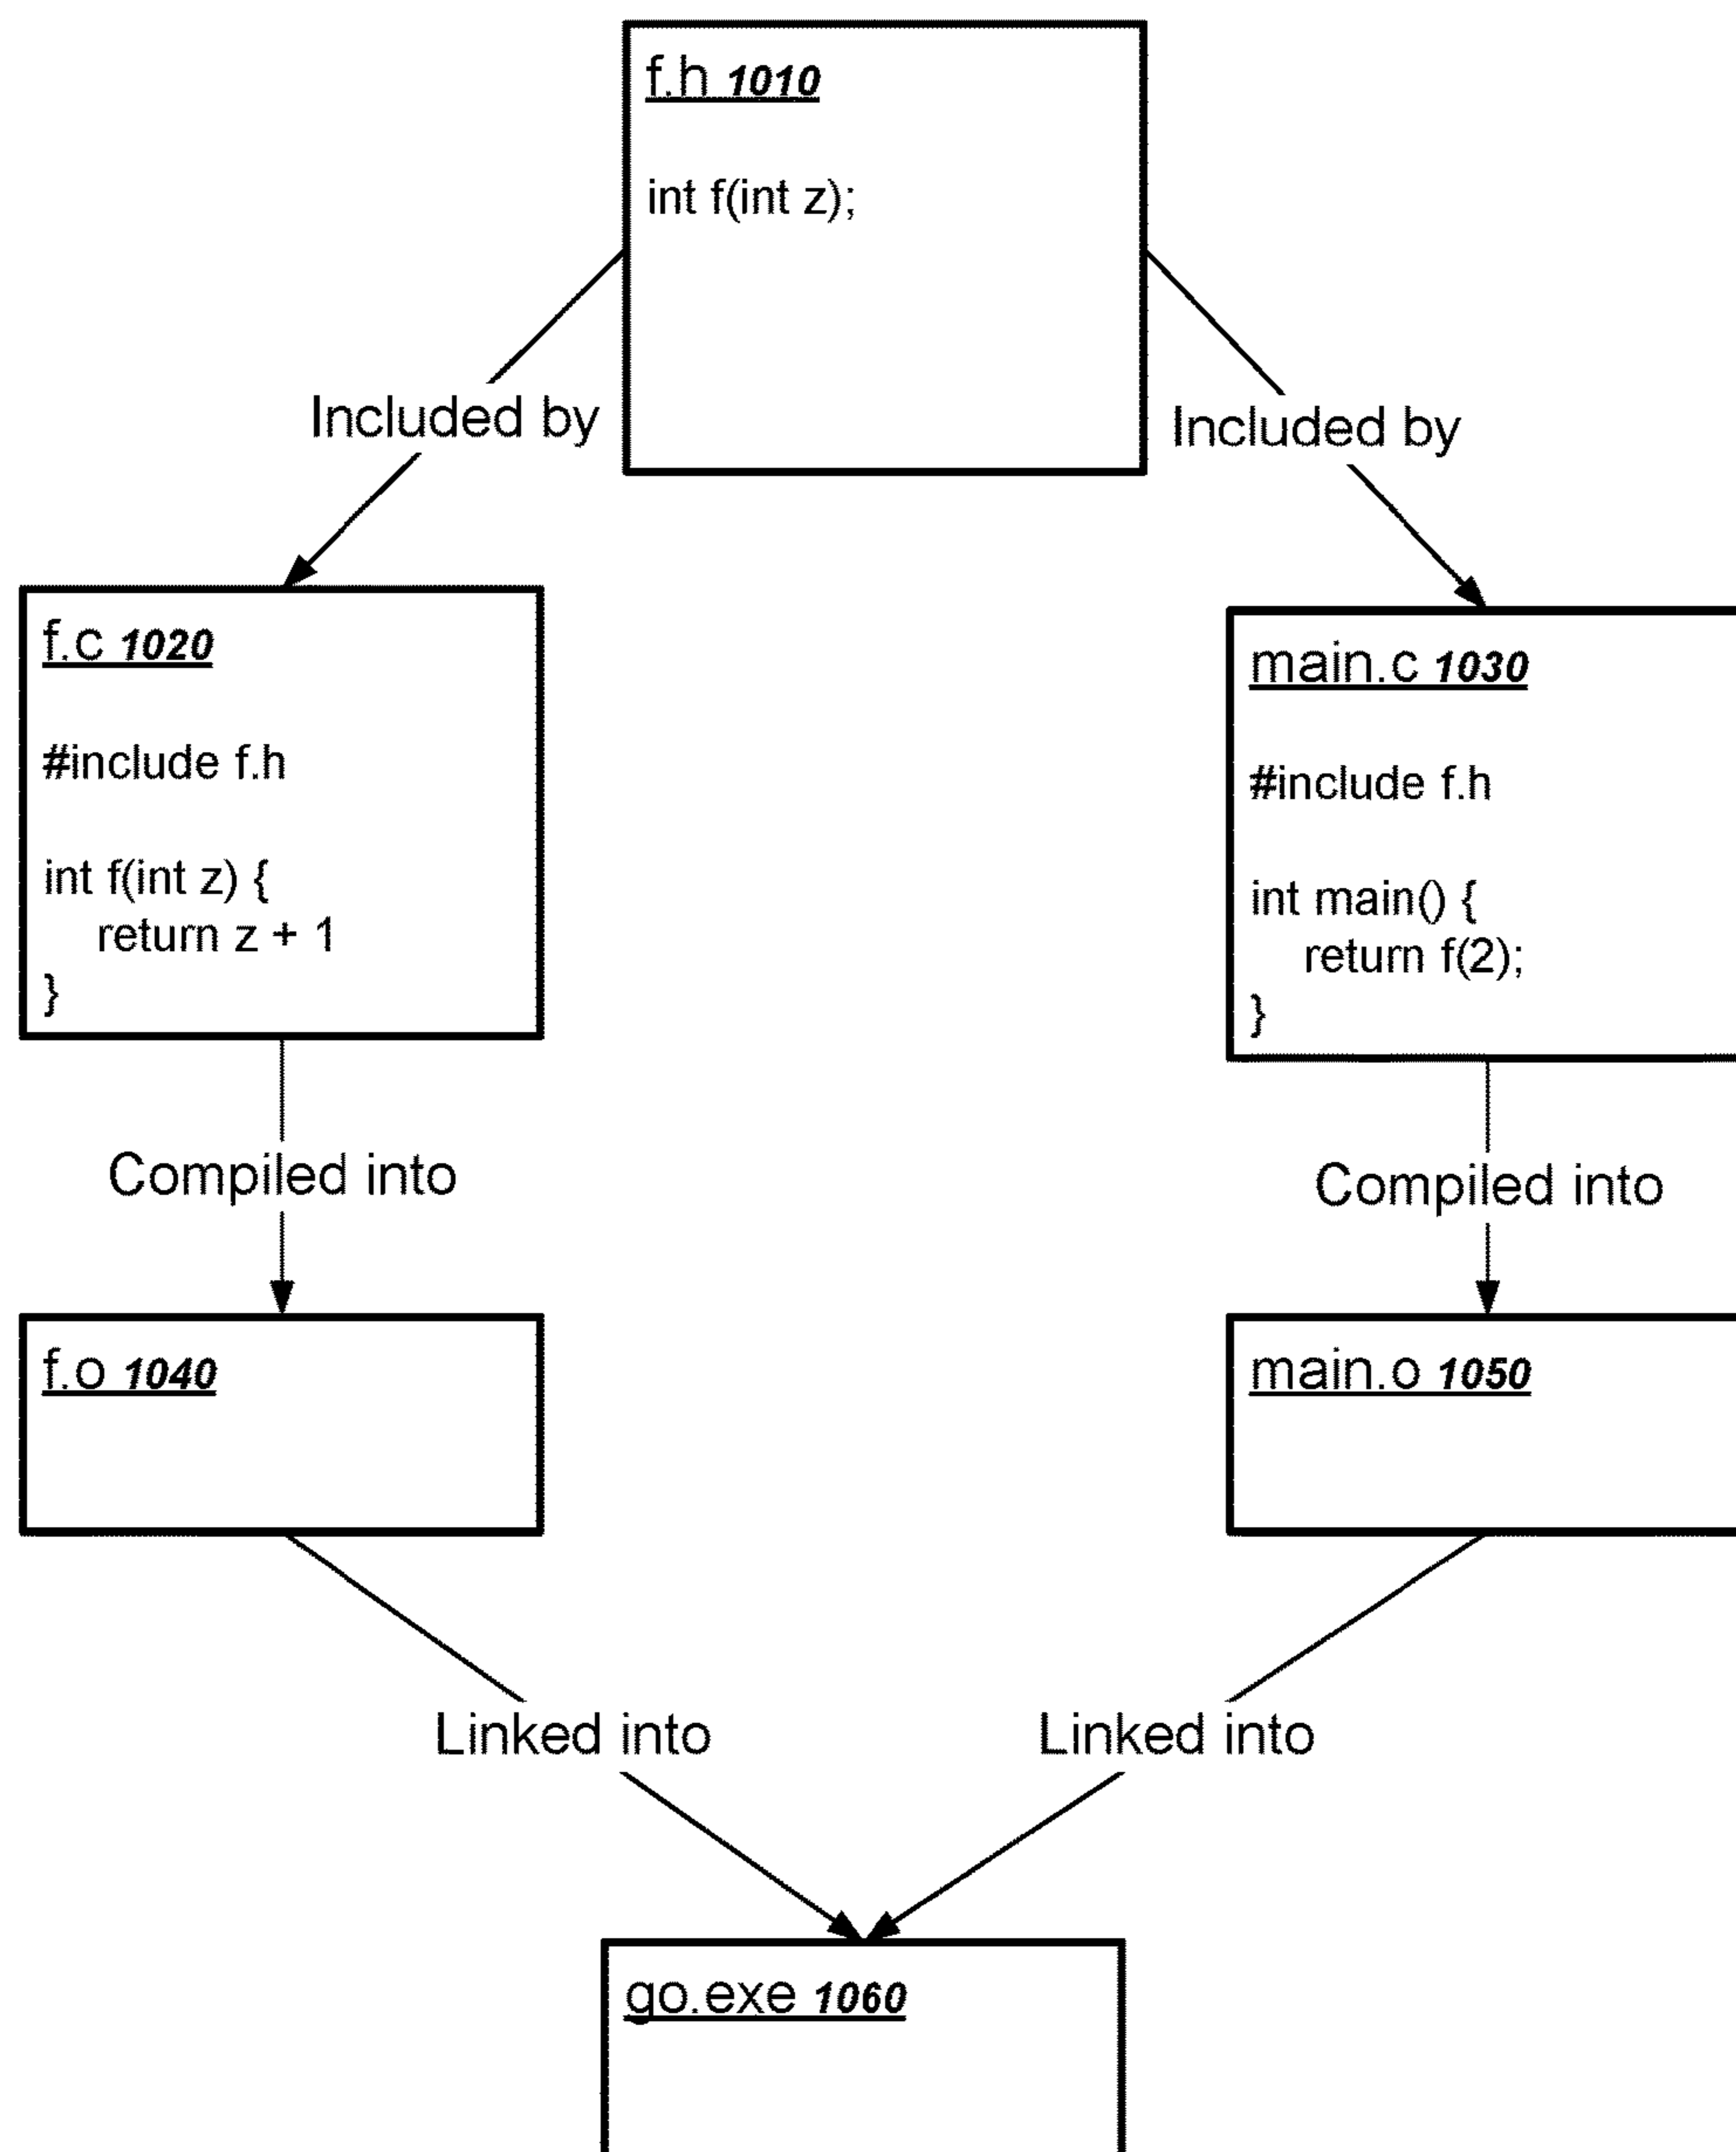 f.h 1010
int f(int z);
Included by
Included by
f.c 1020
#include f.h
int f(int z) {
return z + 1
}
main.c 1030
#include f.h
int main() {
return f(2);
}
Compiled into
Compiled into
f.o 1040
main.o 1050
Linked into
Linked into
go.exe 1060